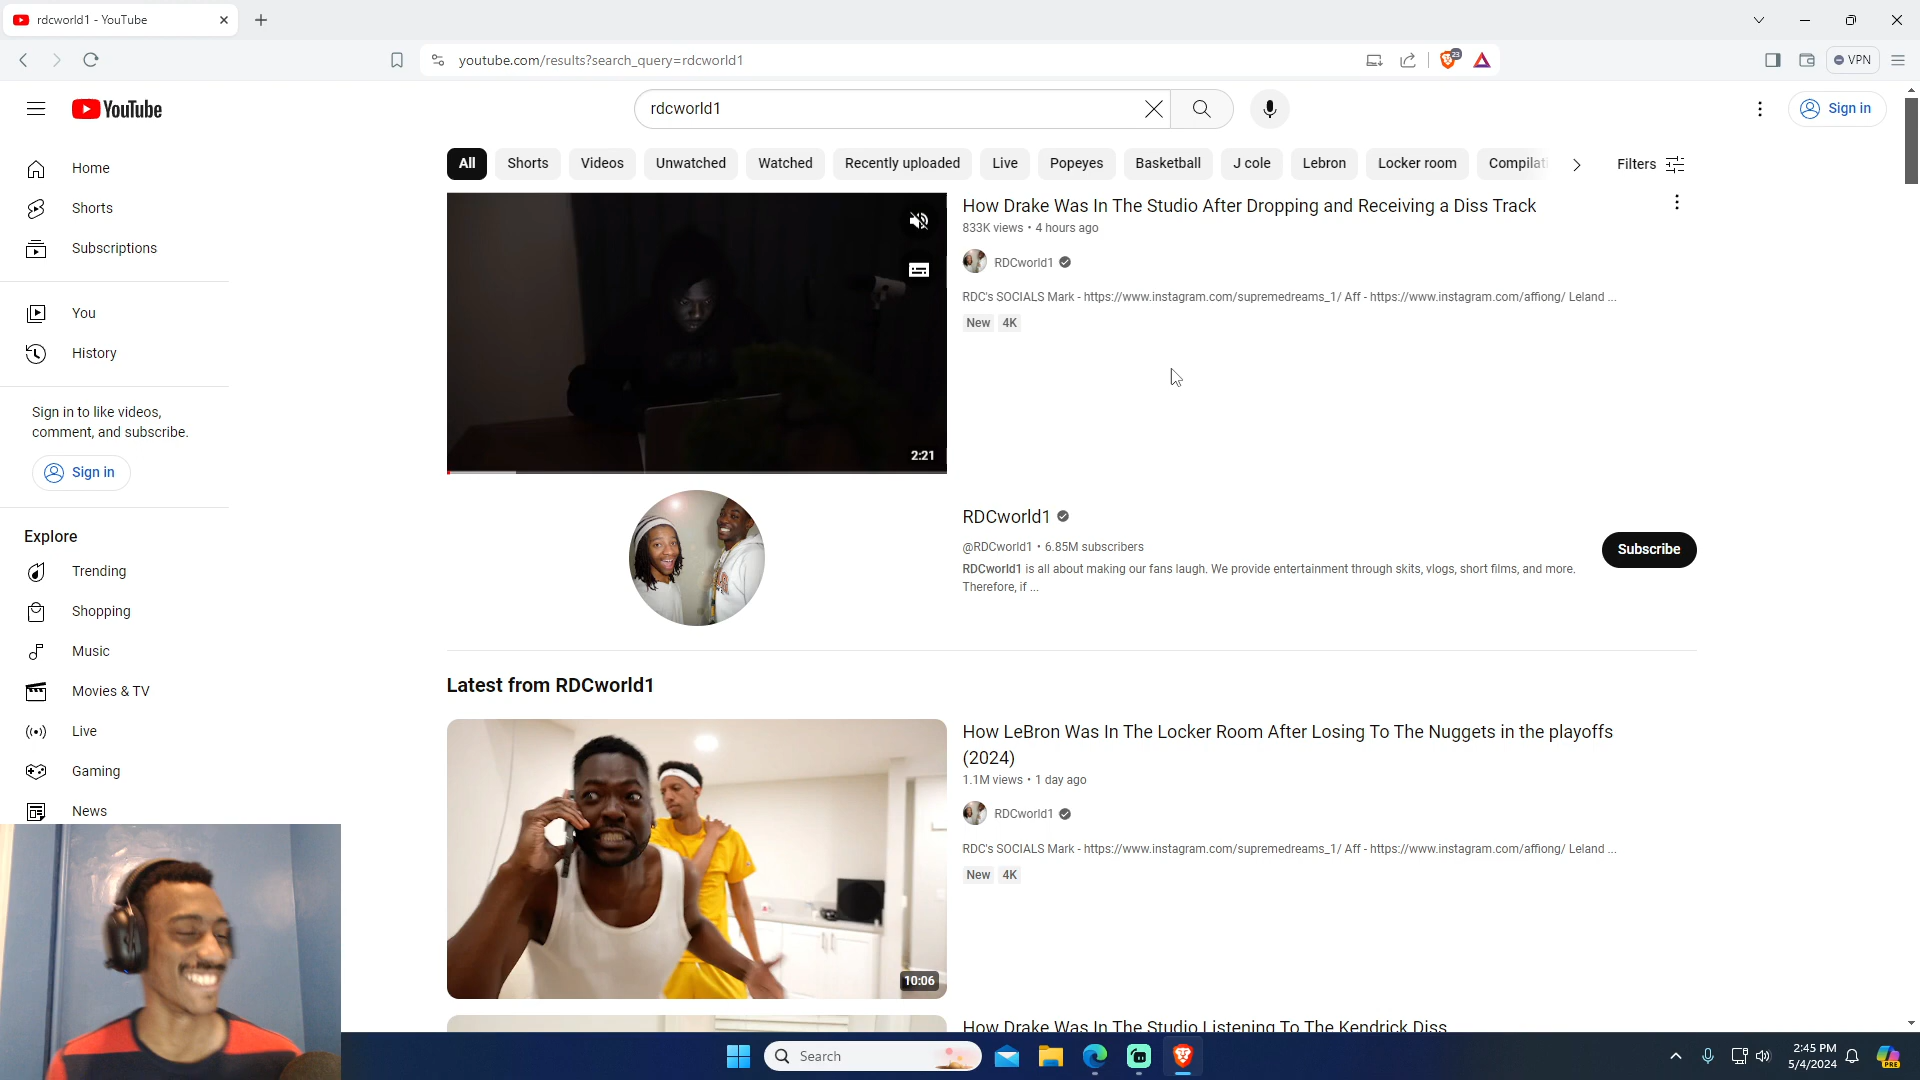 rdcworld1 - YouTube
youtube.com/results?search_query=rdcworld1
23
VPN
YouTube
rdcworld1
Sign in
All
Shorts
Videos
Unwatched
Watched
Recently uploaded
Live
Popeyes
Basketball
J cole
Lebron
Locker room
Compilati
Filters
Home
Shorts
Subscriptions
You
History
Sign in to like videos,
comment, and subscribe.
Sign in
Explore
Trending
Shopping
Music
Movies & TV
Live
Gaming
News
2:21
How Drake Was In The Studio After Dropping and Receiving a Diss Track
833K views • 4 hours ago
RDCworld1
RDC's SOCIALS Mark - https://www.instagram.com/supremedreams_1/ Aff - https://www.instagram.com/affiong/ Leland ...
New 4K
RDCworld1
@RDCworld1 • 6.85M subscribers
RDCworld1 is all about making our fans laugh. We provide entertainment through skits, vlogs, short films, and more.
Therefore, if ...
Subscribe
Latest from RDCworld1
10:06
How LeBron Was In The Locker Room After Losing To The Nuggets in the playoffs
(2024)
1.1M views • 1 day ago
RDCworld1
RDC's SOCIALS Mark - https://www.instagram.com/supremedreams_1/ Aff - https://www.instagram.com/affiong/ Leland ...
New 4K
How Drake Was In The Studio Listening To The Kendrick Diss
Search
2:45 PM
5/4/2024
PRE